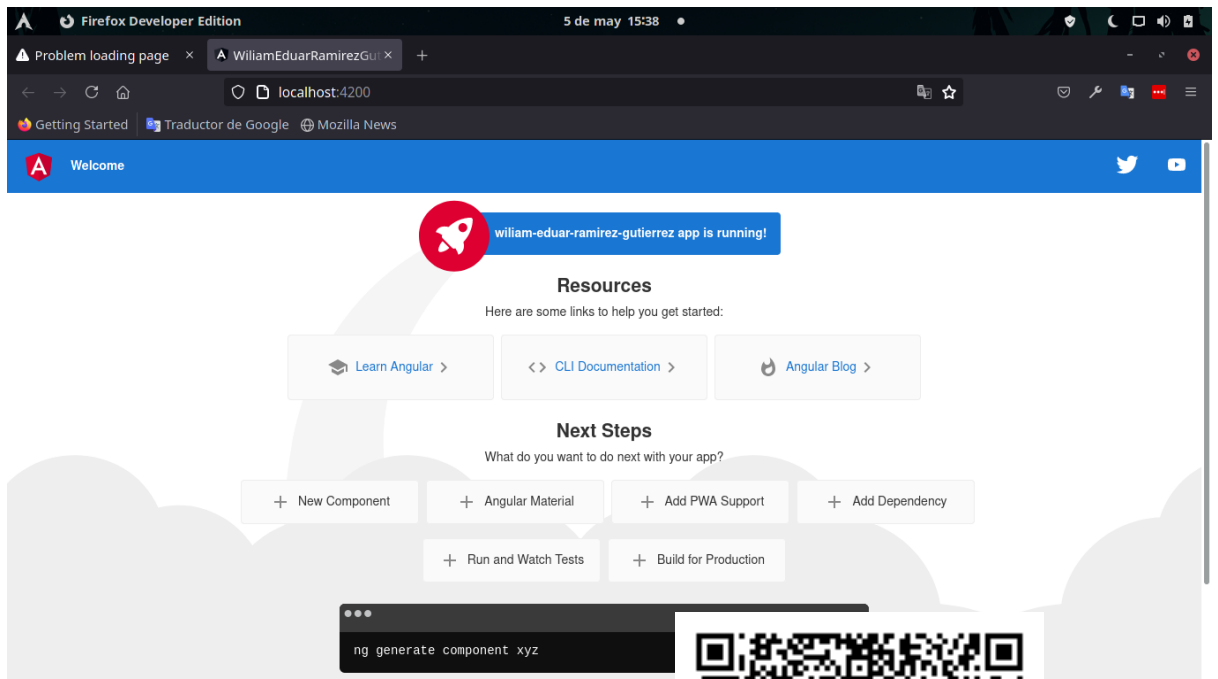 Firefox Developer Edition 5 de may 15:38
Problem loading page WiliamEduarRamirezGut
localhost:4200
Getting Started Traductor de Google Mozilla News
Welcome
wiliam-eduar-ramirez-gutierrez app is running!
Resources
Here are some links to help you get started:
Learn Angular CLI Documentation Angular Blog
Next Steps
What do you want to do next with your app?
New Component Angular Material Add PWA Support Add Dependency
Run and Watch Tests Build for Production
ng generate component xyz